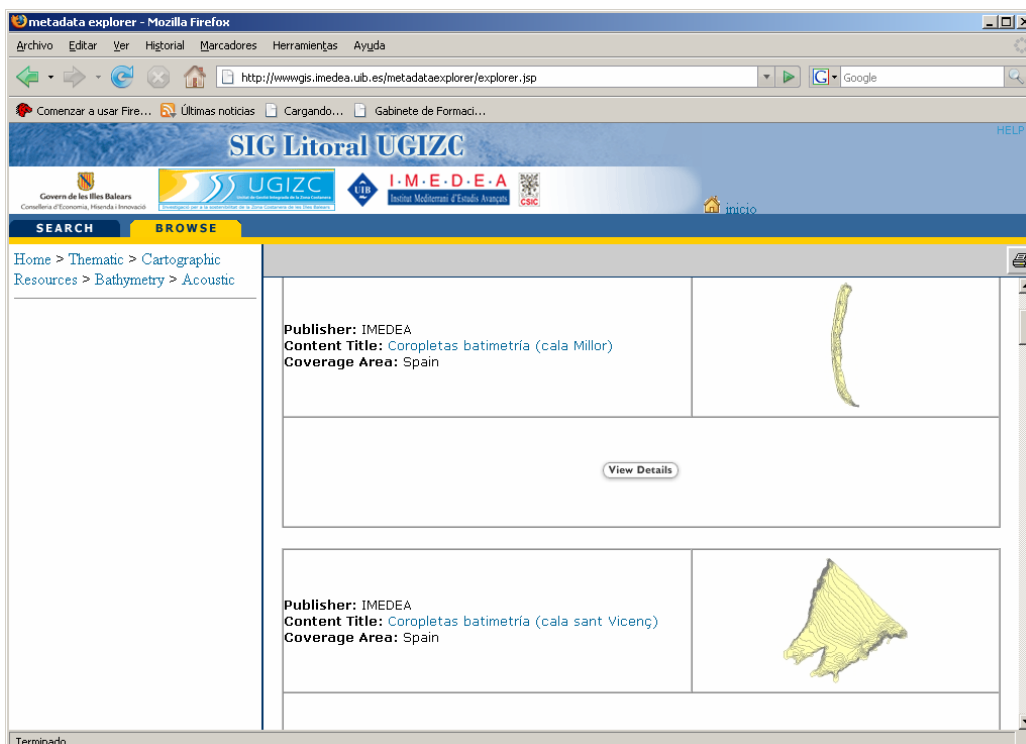 metadata explorer - Mozilla Firefox
Archivo Editar Ver Historial Marcadores Herramientas Ayuda
http://wwwgis.imedea.uib.es/metadataexplorer/explorer.jsp
G Google
Comenzar a usar Fire... Últimas noticias Cargando... Gabinete de Formaci...
HELP
SIG Litoral UGIZC
Govern de les Illes Balears
Conselleria d'Economia, Hisenda i Innovació
UGIZC
UIB
I·M·E·D·E·A
Institut Mediterrani d'Estudis Avançats
CSIC
inicio
SEARCH BROWSE
Home > Thematic > Cartographic
Resources > Bathymetry > Acoustic
Publisher: IMEDEA
Content Title: Coropletas batimetría (cala Millor)
Coverage Area: Spain
View Details
Publisher: IMEDEA
Content Title: Coropletas batimetría (cala sant Vicenç)
Coverage Area: Spain
Terminado